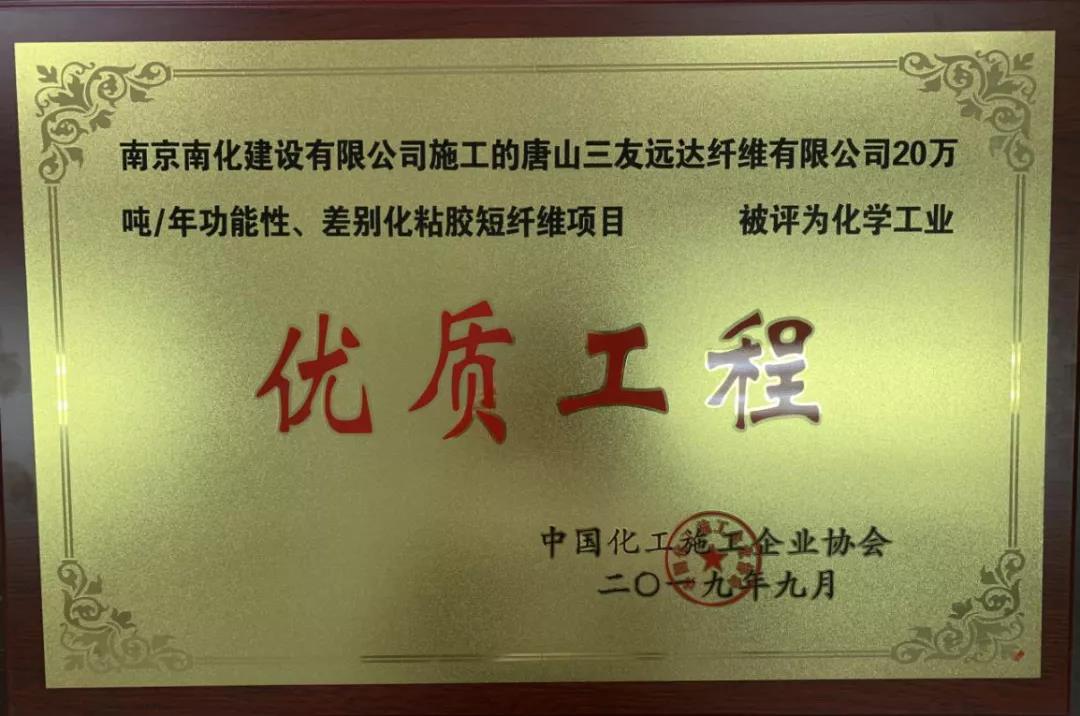 南京南化建设有限公司施工的唐山三友远达纤维有限公司20万
吨/年功能性、差别化粘胶短纤维项目 被评为化学工业
优质工程
中国化工施工企业协会
二〇一九年九月